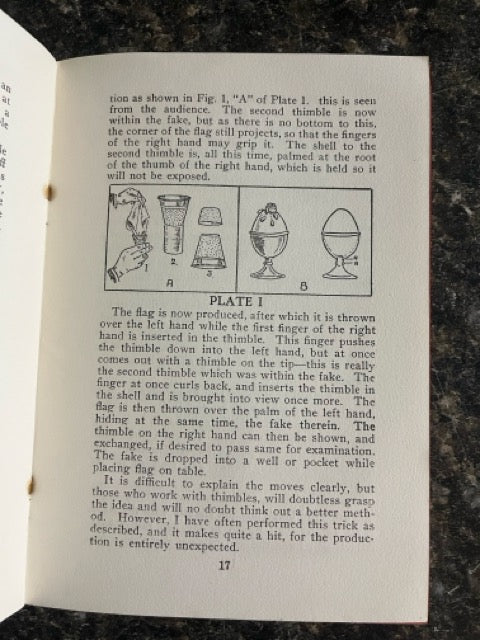 an
at
a
tion as shown in Fig. 1, "A" of Plate 1. this is seen
from the audience. The second thimble is now
within the fake, but as there is no bottom to this,
the corner of the flag still projects, so that the fingers
of the right hand may grip it. The shell to the
second thimble is, all this time, palmed at the root
of the thumb of the right hand, which is held so it
will not be exposed.
1 2 3
A B
PLATE I
The flag is now produced, after which it is thrown
over the left hand while the first finger of the right
hand is inserted in the thimble. This finger pushes
the thimble down into the left hand, but at once
comes out with a thimble on the tip—this is really
the second thimble which was within the fake. The
finger at once curls back, and inserts the thimble in
the shell and is brought into view once more. The
flag is then thrown over the palm of the left hand,
hiding at the same time, the fake therein. The
thimble on the right hand can then be shown, and
exchanged, if desired to pass same for examination.
The fake is dropped into a well or pocket while
placing flag on table.
It is difficult to explain the moves clearly, but
those who work with thimbles, will doubtless grasp
the idea and will no doubt think out a better meth-
od. However, I have often performed this trick as
described, and it makes quite a hit, for the produc-
tion is entirely unexpected.
17